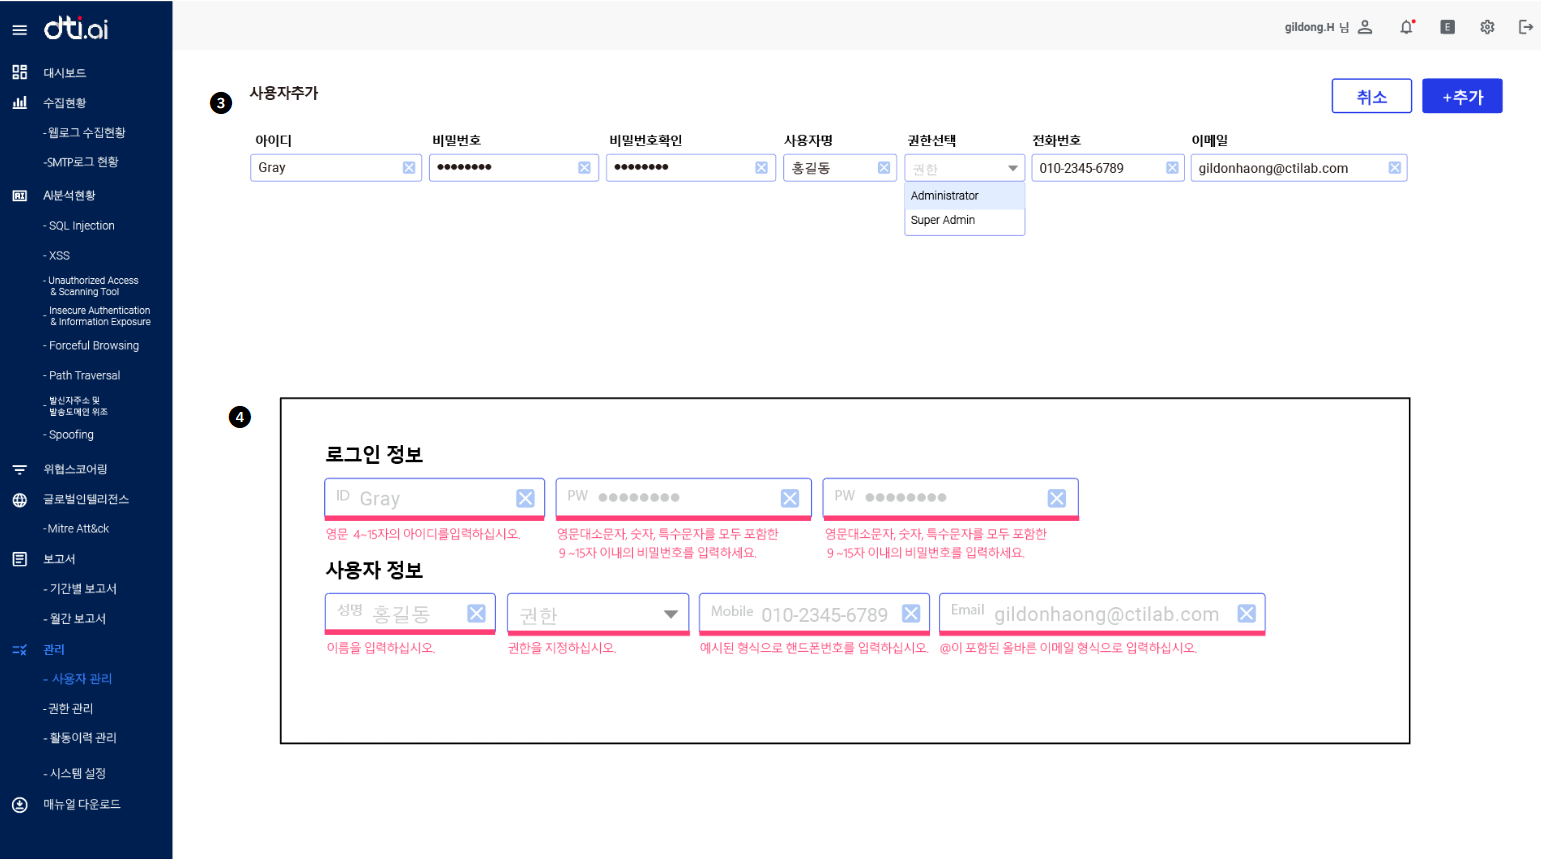 dti.ai
gildong.H 님
E
대시보드
수집현황
-웹로그 수집현황
-SMTP로그 현황
AI분석현황
- SQL Injection
- XSS
- Unauthorized Access
& Scanning Tool
- Insecure Authentication
& Information Exposure
- Forceful Browsing
- Path Traversal
- 발신자주소 및
발송도메인 위조
- Spoofing
위협스코어링
글로벌인텔리전스
-Mitre Att&ck
보고서
- 기간별 보고서
- 월간 보고서
관리
- 사용자 관리
-권한 관리
- 활동이력 관리
- 시스템 설정
매뉴얼 다운로드
3
사용자추가
취소
+추가
아이디 비밀번호 비밀번호확인 사용자명 권한선택 전화번호 이메일
Gray ●●●●●●●● ●●●●●●●● 홍길동 권한 010-2345-6789 gildonhaong@ctilab.com
Administrator
Super Admin
4
로그인 정보
ID Gray PW ●●●●●●●● PW ●●●●●●●●
영문 4~15자의 아이디를입력하십시오. 영문대소문자, 숫자, 특수문자를 모두 포함한 영문대소문자, 숫자, 특수문자를 모두 포함한
9 ~15자 이내의 비밀번호를 입력하세요. 9 ~15자 이내의 비밀번호를 입력하세요.
사용자 정보
성명 홍길동 권한 Mobile 010-2345-6789 Email gildonhaong@ctilab.com
이름을 입력하십시오. 권한을 지정하십시오. 예시된 형식으로 핸드폰번호를 입력하십시오. @이 포함된 올바른 이메일 형식으로 입력하십시오.